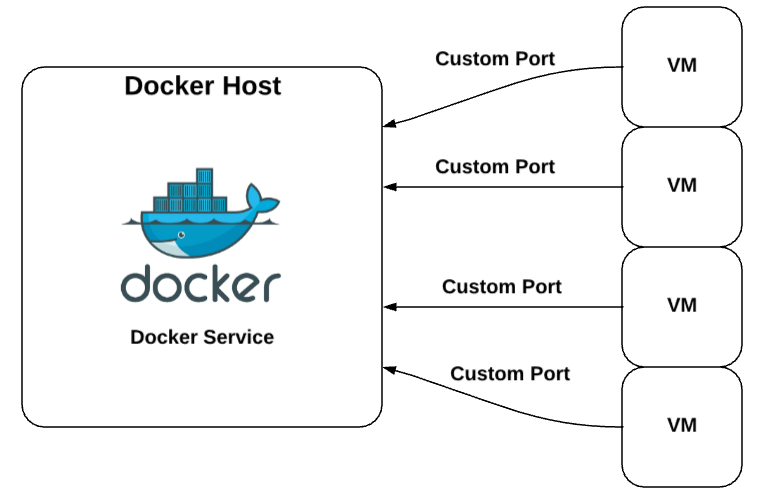 Docker Host
docker
Docker Service
Custom Port
VM
Custom Port
VM
Custom Port
VM
Custom Port
VM